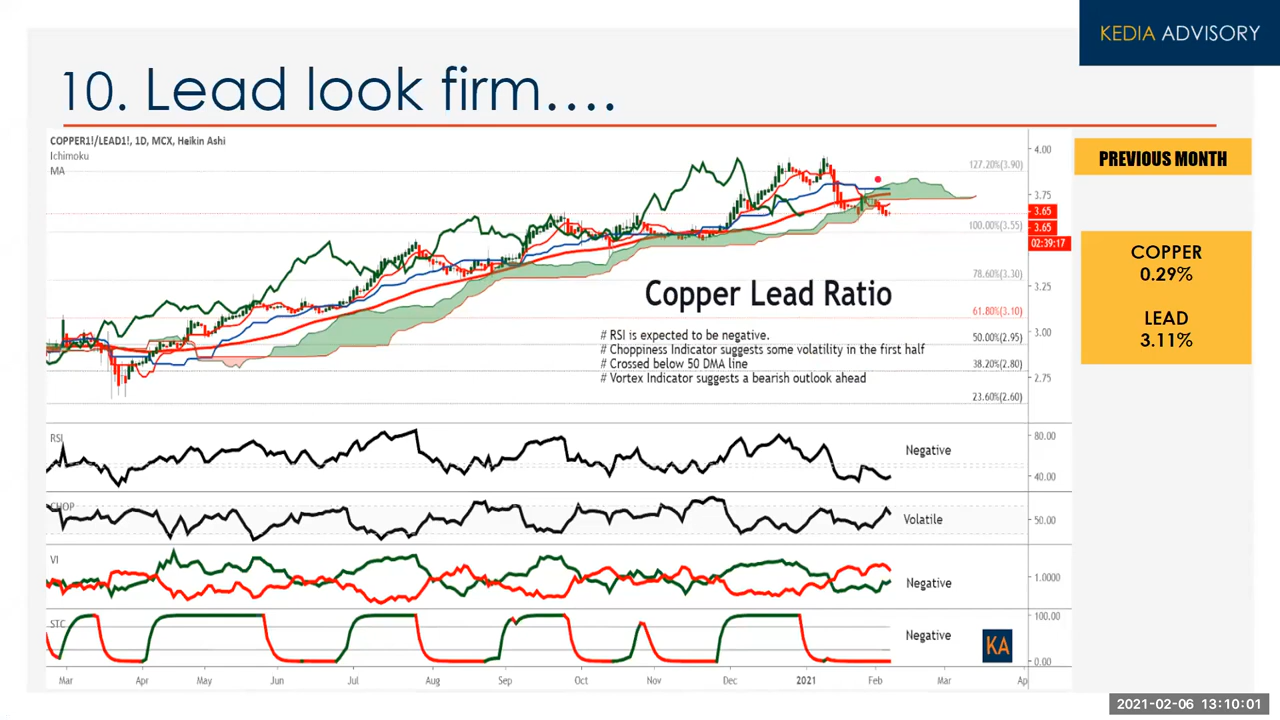 KEDIA ADVISORY
10. Lead look firm....
COPPER1!/LEAD1!, 1D, MCX, Heikin Ashi
Ichimoku
MA
127.20%(3.90)
100.00%(3.55)
78.60%(3.30)
61.80%(3.10)
50.00%(2.95)
38.20%(2.80)
23.60%(2.60)
4.00
3.75
3.65
3.65
02:39:17
3.25
3.00
2.75
Copper Lead Ratio
# RSI is expected to be negative.
# Choppiness Indicator suggests some volatility in the first half
# Crossed below 50 DMA line
# Vortex Indicator suggests a bearish outlook ahead
PREVIOUS MONTH
COPPER
0.29%
LEAD
3.11%
RSI
Negative
80.00
40.00
CHOP
Volatile
50.00
VI
Negative
1.0000
STC
Negative
KA
100.00
0.00
Mar Apr May Jun Jul Aug Sep Oct Nov Dec 2021 Feb Mar Ap
2021-02-06 13:10:01